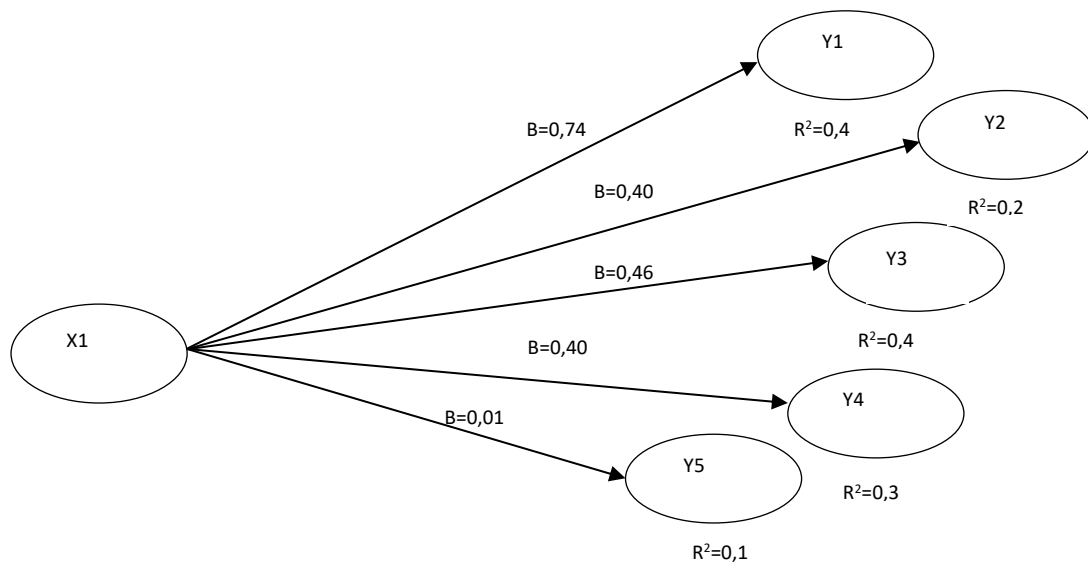 Y1
B=0,74
R²=0,4
Y2
B=0,40
R²=0,2
Y3
B=0,46
X1
R²=0,4
B=0,40
Y4
B=0,01
Y5
R²=0,3
R²=0,1